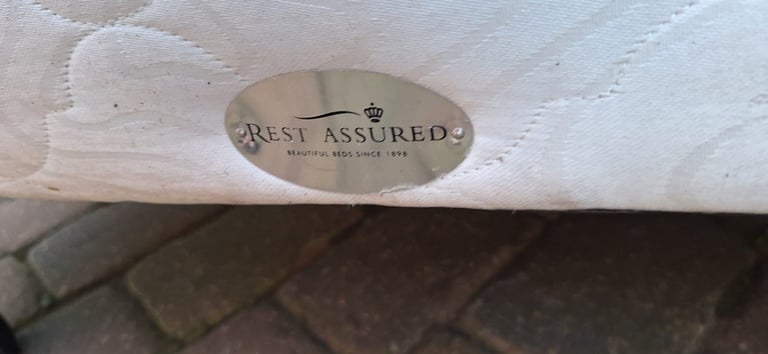 REST ASSURED
BEAUTIFUL BEDS SINCE 1898